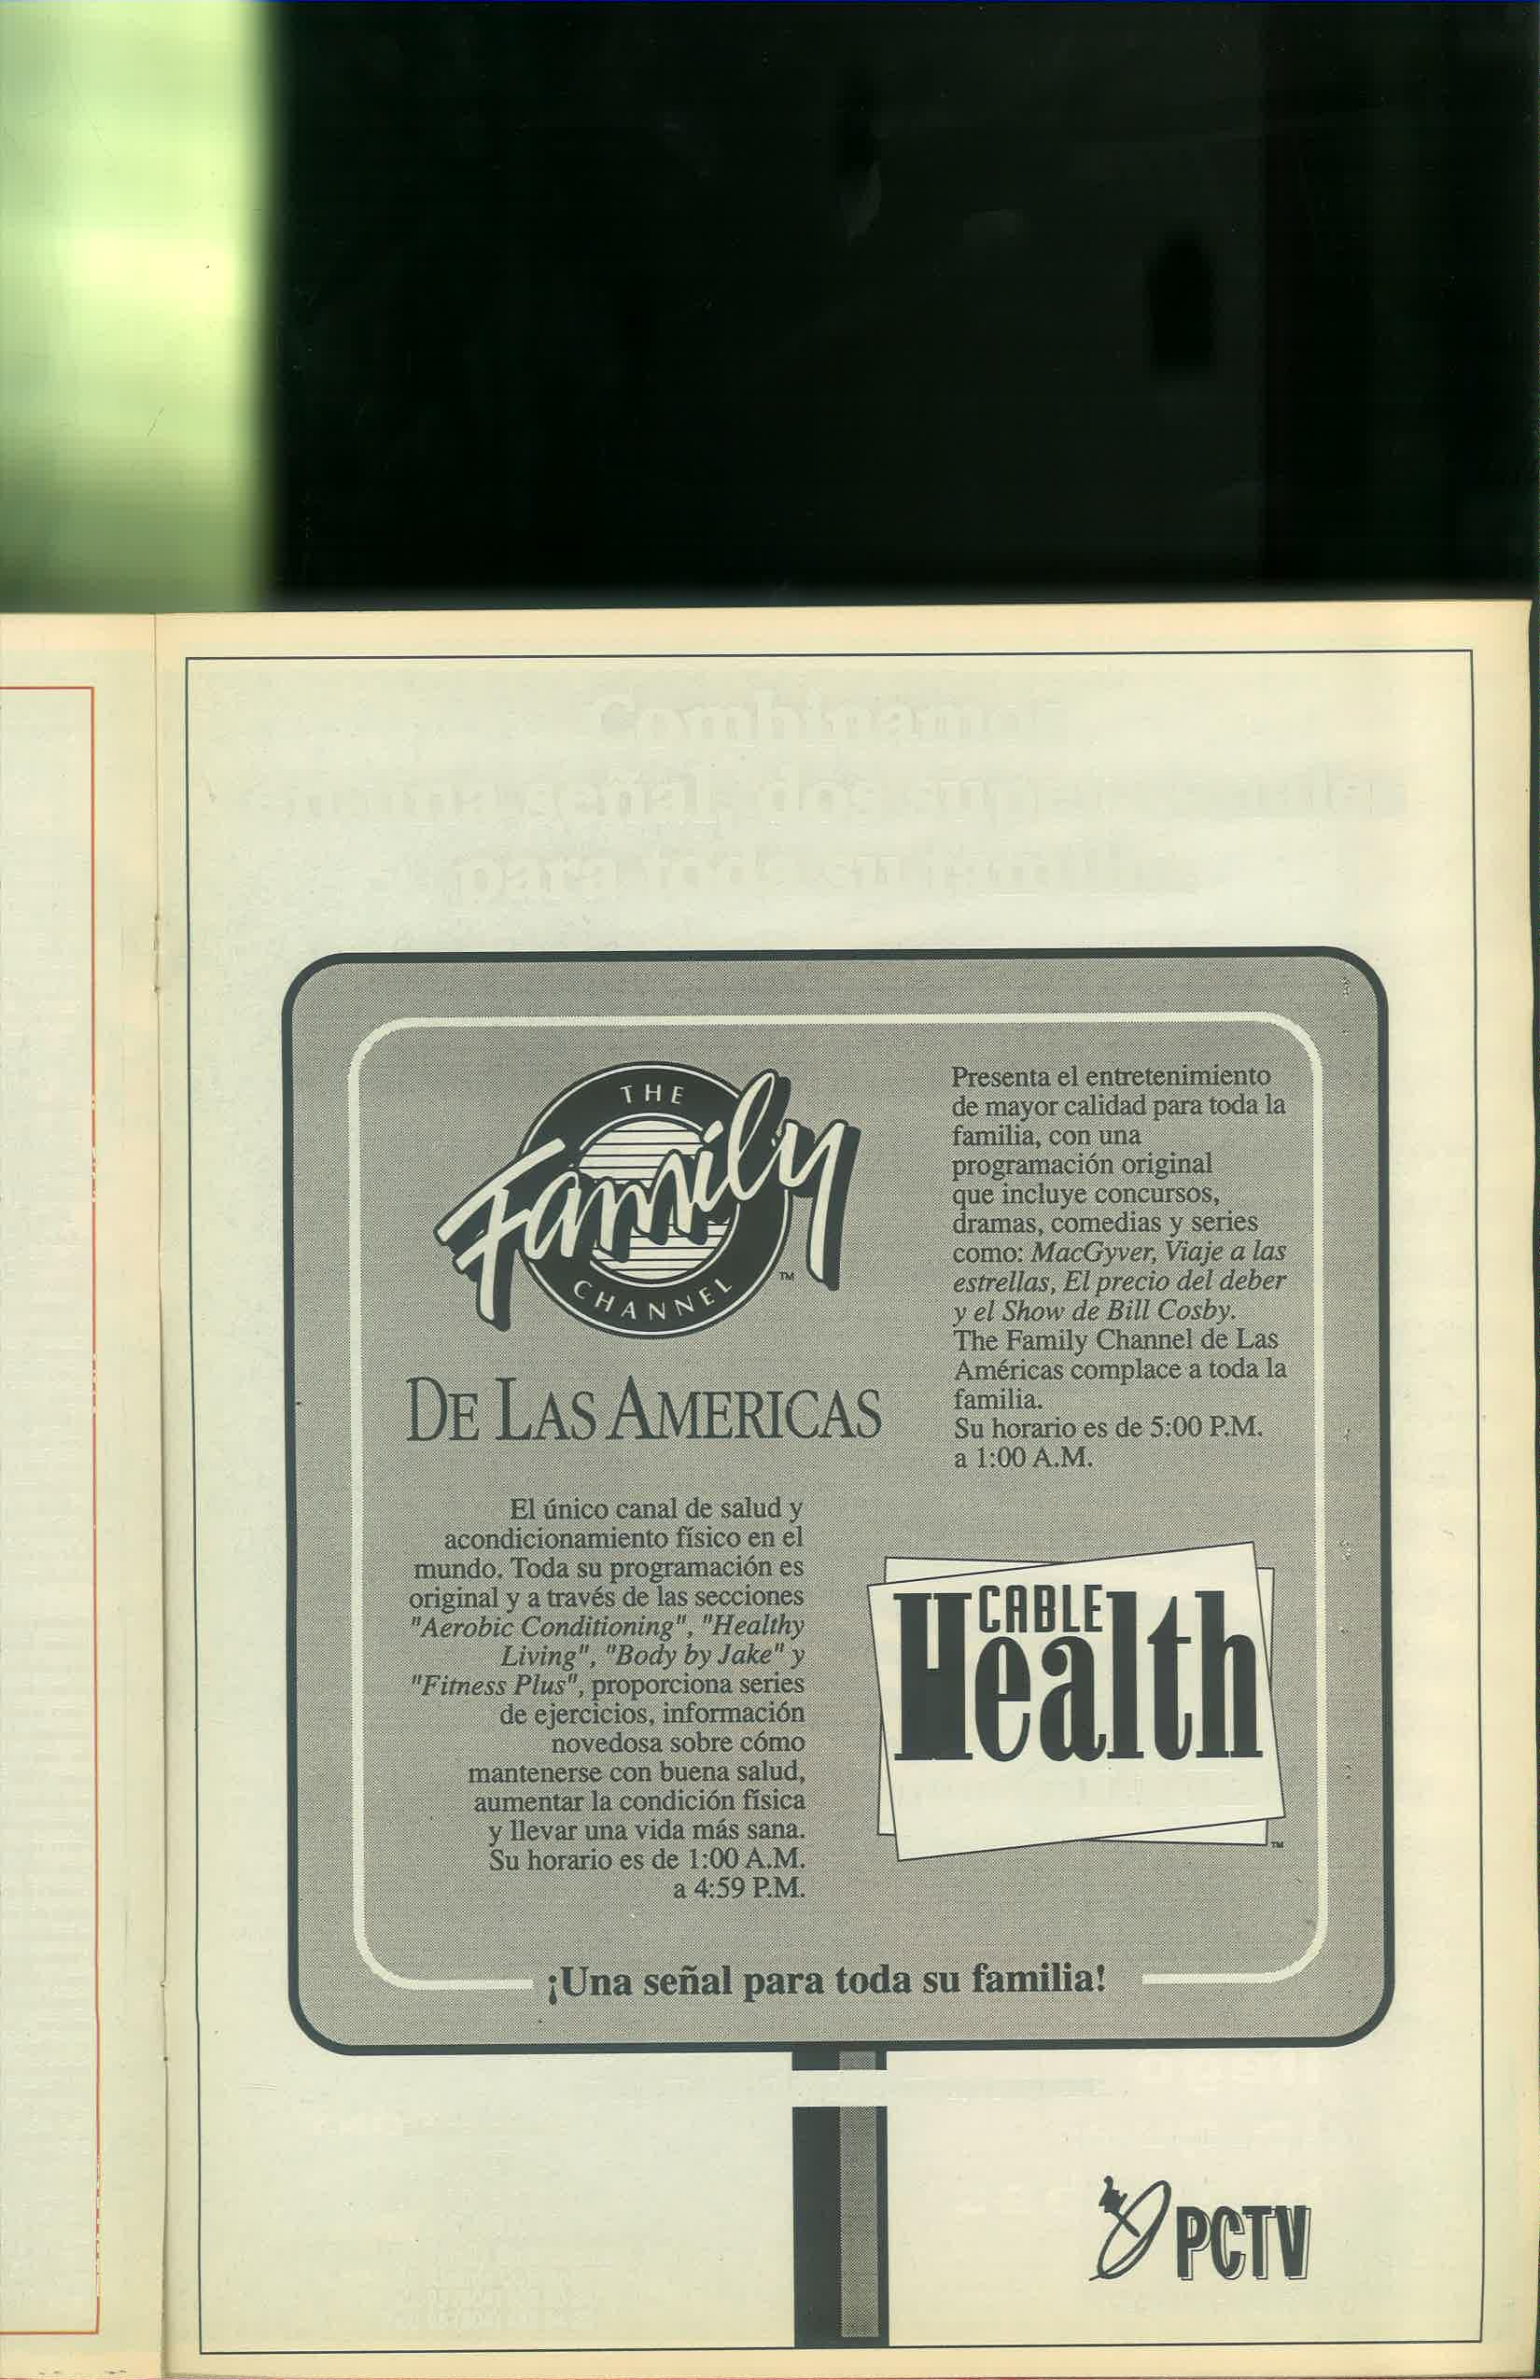 THE
Family
CHANNEL
TM
DE LAS AMERICAS
Presenta el entretenimiento
de mayor calidad para toda la
familia, con una
programación original
que incluye concursos,
dramas, comedias y series
como: MacGyver, Viaje a las
estrellas, El precio del deber
y el Show de Bill Cosby.
The Family Channel de Las
Américas complace a toda la
familia.
Su horario es de 5:00 P.M.
a 1:00 A.M.
El único canal de salud y
acondicionamiento físico en el
mundo. Toda su programación es
original y a través de las secciones
"Aerobic Conditioning", "Healthy
Living", "Body by Jake" y
"Fitness Plus", proporciona series
de ejercicios, información
novedosa sobre cómo
mantenerse con buena salud,
aumentar la condición física
y llevar una vida más sana.
Su horario es de 1:00 A.M.
a 4:59 P.M.
CABLE
Health
TM
¡Una señal para toda su familia!
PCTV